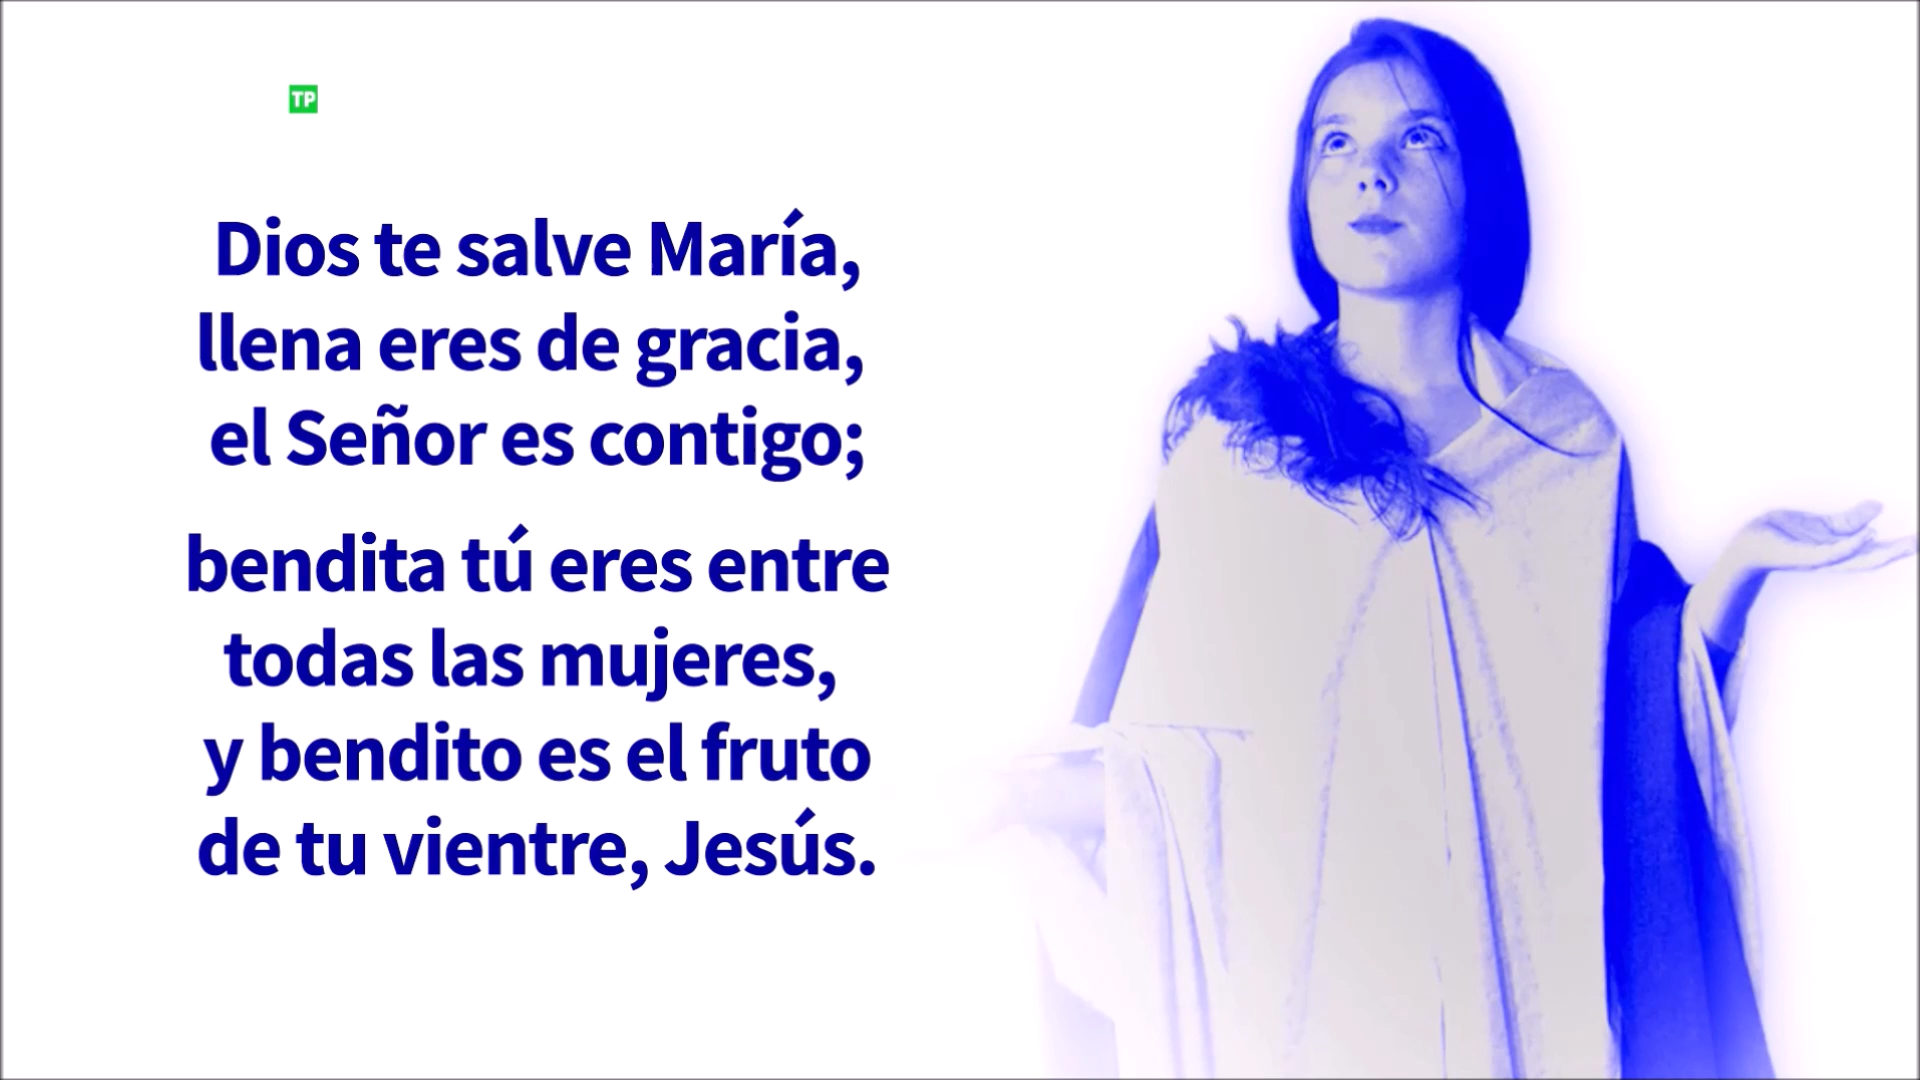 TP
Dios te salve María,
llena eres de gracia,
el Señor es contigo;
bendita tú eres entre
todas las mujeres,
y bendito es el fruto
de tu vientre, Jesús.